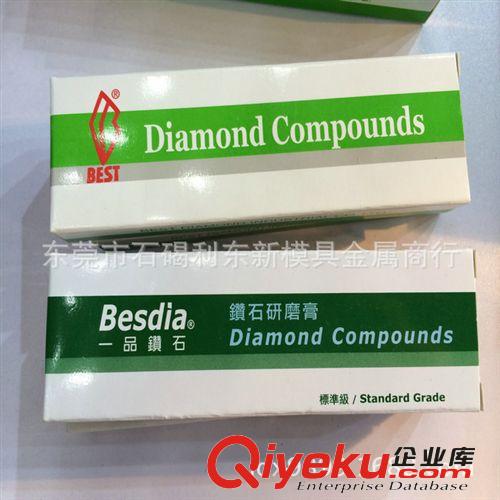 BEST
®
Diamond Compounds
东莞市石碣利东新模具金属商行
Besdia®
一品鑽石
鑽石研磨膏
Diamond Compounds
標準級 / Standard Grade
Qiyeku.com 企业库
Enterprise Database